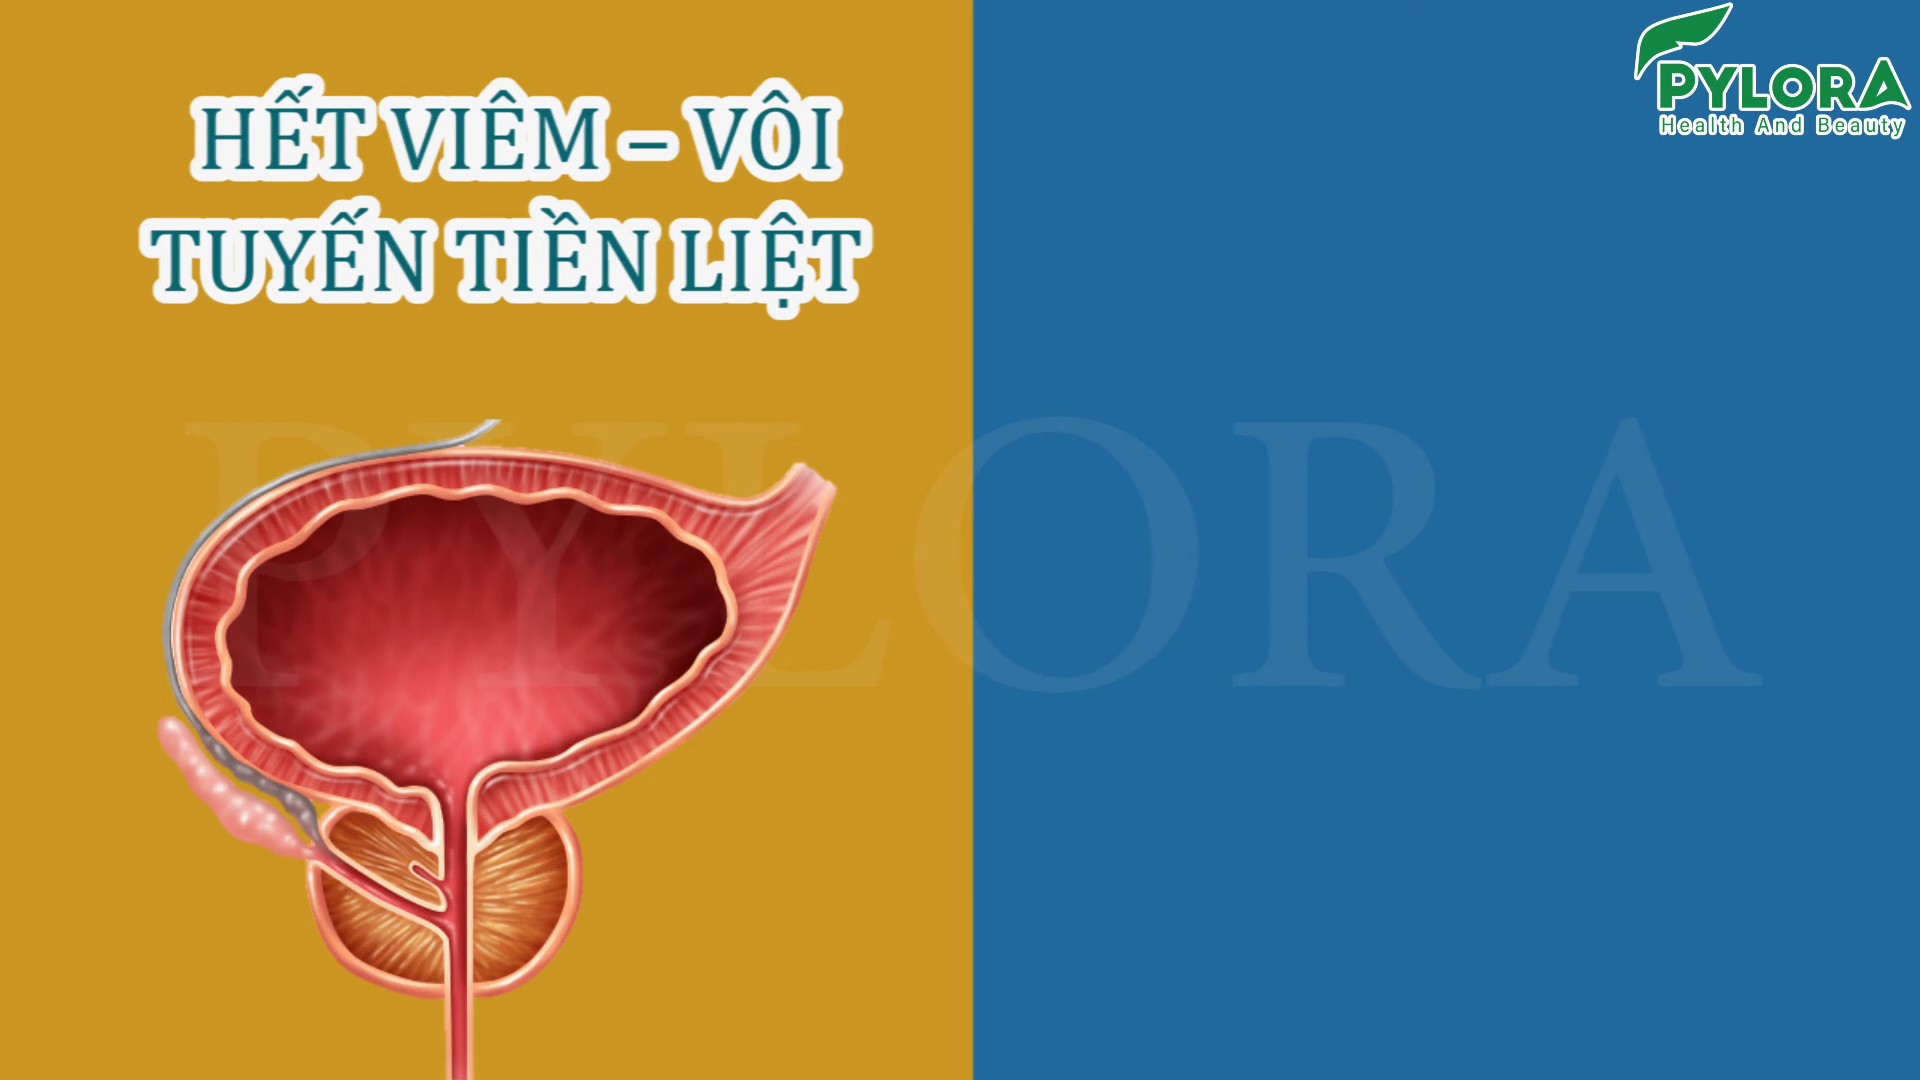 HẾT VIÊM – VÔI
TUYẾN TIỀN LIỆT
PYLORA
Health And Beauty
PYLORA